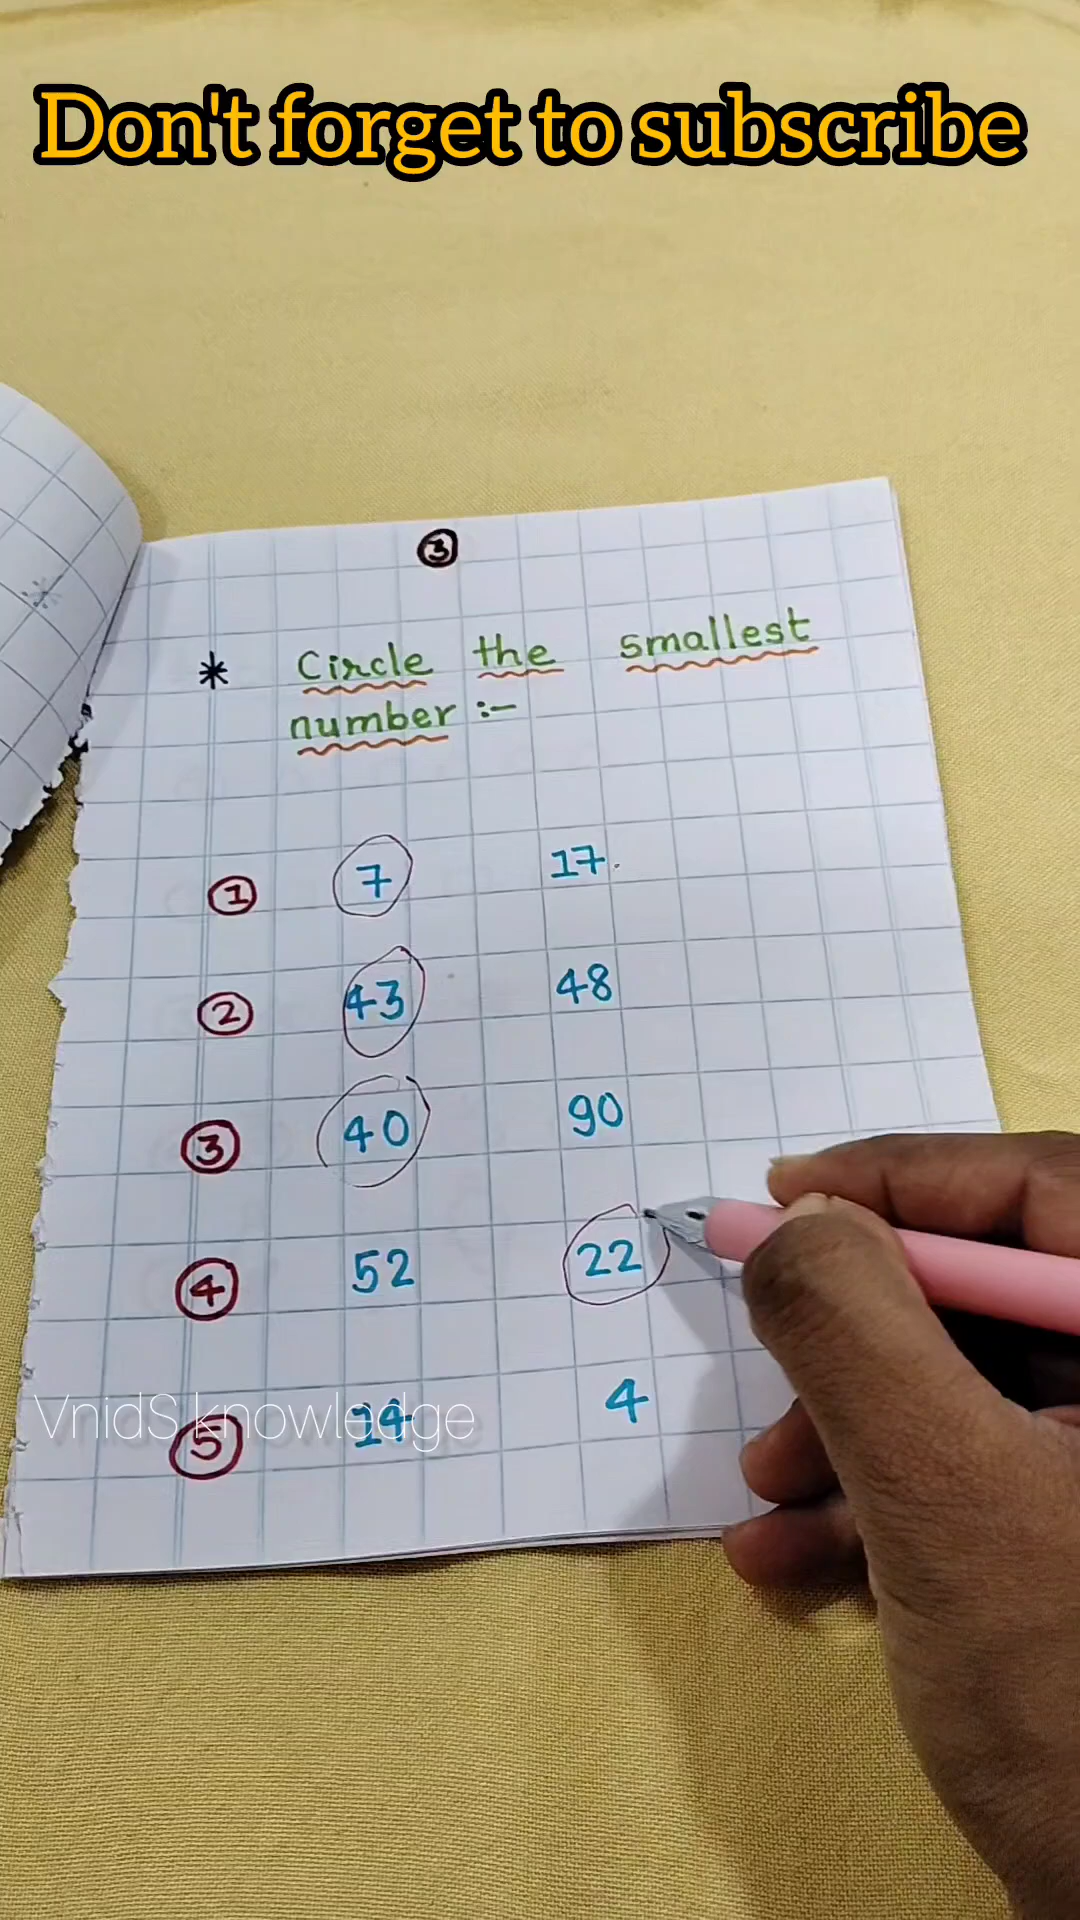 Don't forget to subscribe
3
* Circle the smallest
number :-
1 7 17.
2 43 48
3 40 90
4 52 22
5 14 4
VnidS knowledge